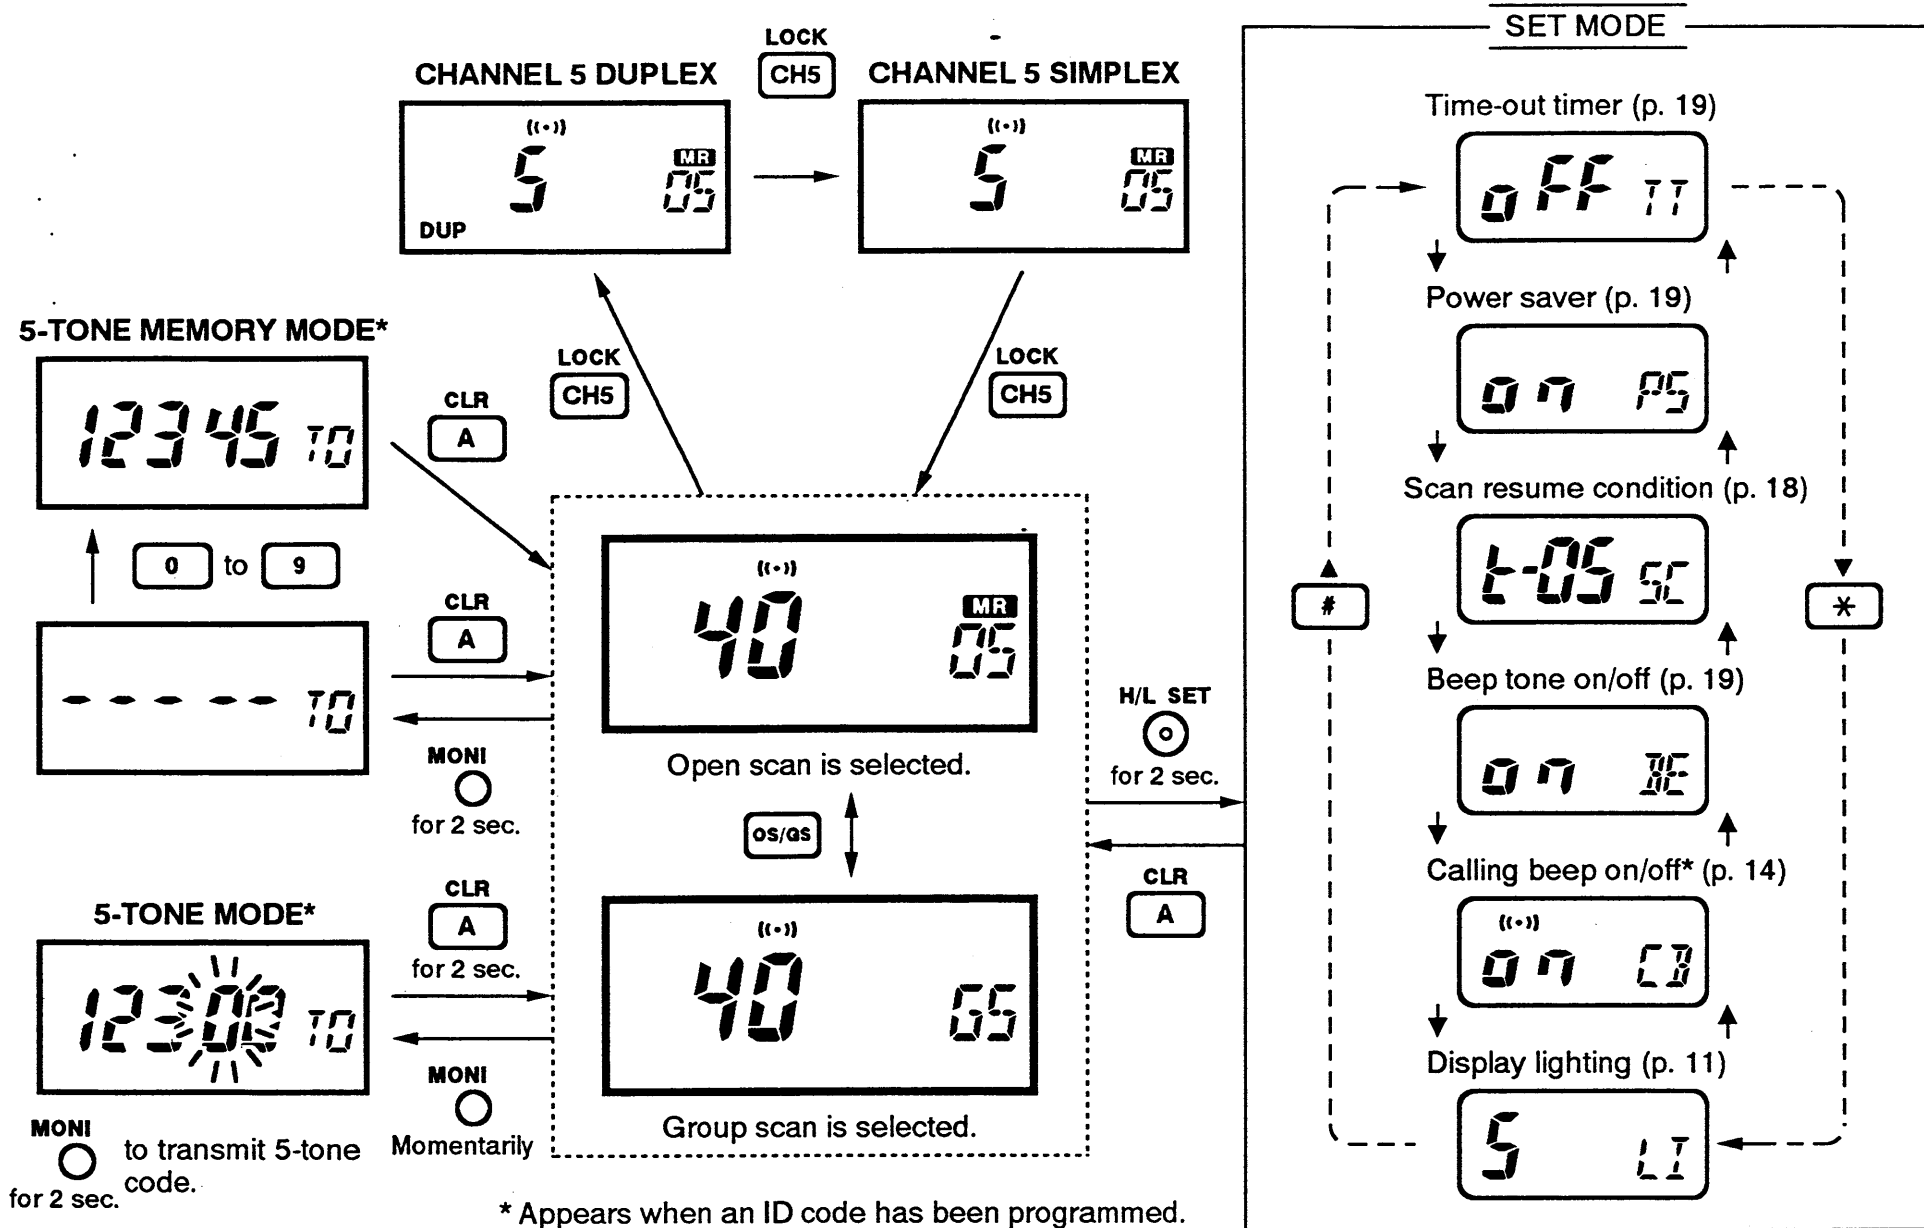 SET MODE
LOCK
CH5
CHANNEL 5 DUPLEX
CHANNEL 5 SIMPLEX
((•))
5
MR
05
DUP
((•))
5
MR
05
5-TONE MEMORY MODE*
12345 TO
CLR
A
LOCK
CH5
LOCK
CH5
0 to 9
CLR
A
- - - - - TO
MONI
for 2 sec.
((•))
40
MR
05
Open scan is selected.
OS/GS
((•))
40
GS
Group scan is selected.
H/L SET
for 2 sec.
CLR
A
5-TONE MODE*
CLR
A
for 2 sec.
TO
MONI
for 2 sec.
to transmit 5-tone
code.
MONI
Momentarily
* Appears when an ID code has been programmed.
Time-out timer (p. 19)
oFF TT
Power saver (p. 19)
on PS
Scan resume condition (p. 18)
t-05 SC
#
*
Beep tone on/off (p. 19)
on BE
Calling beep on/off* (p. 14)
((•))
on CB
Display lighting (p. 11)
5 LI